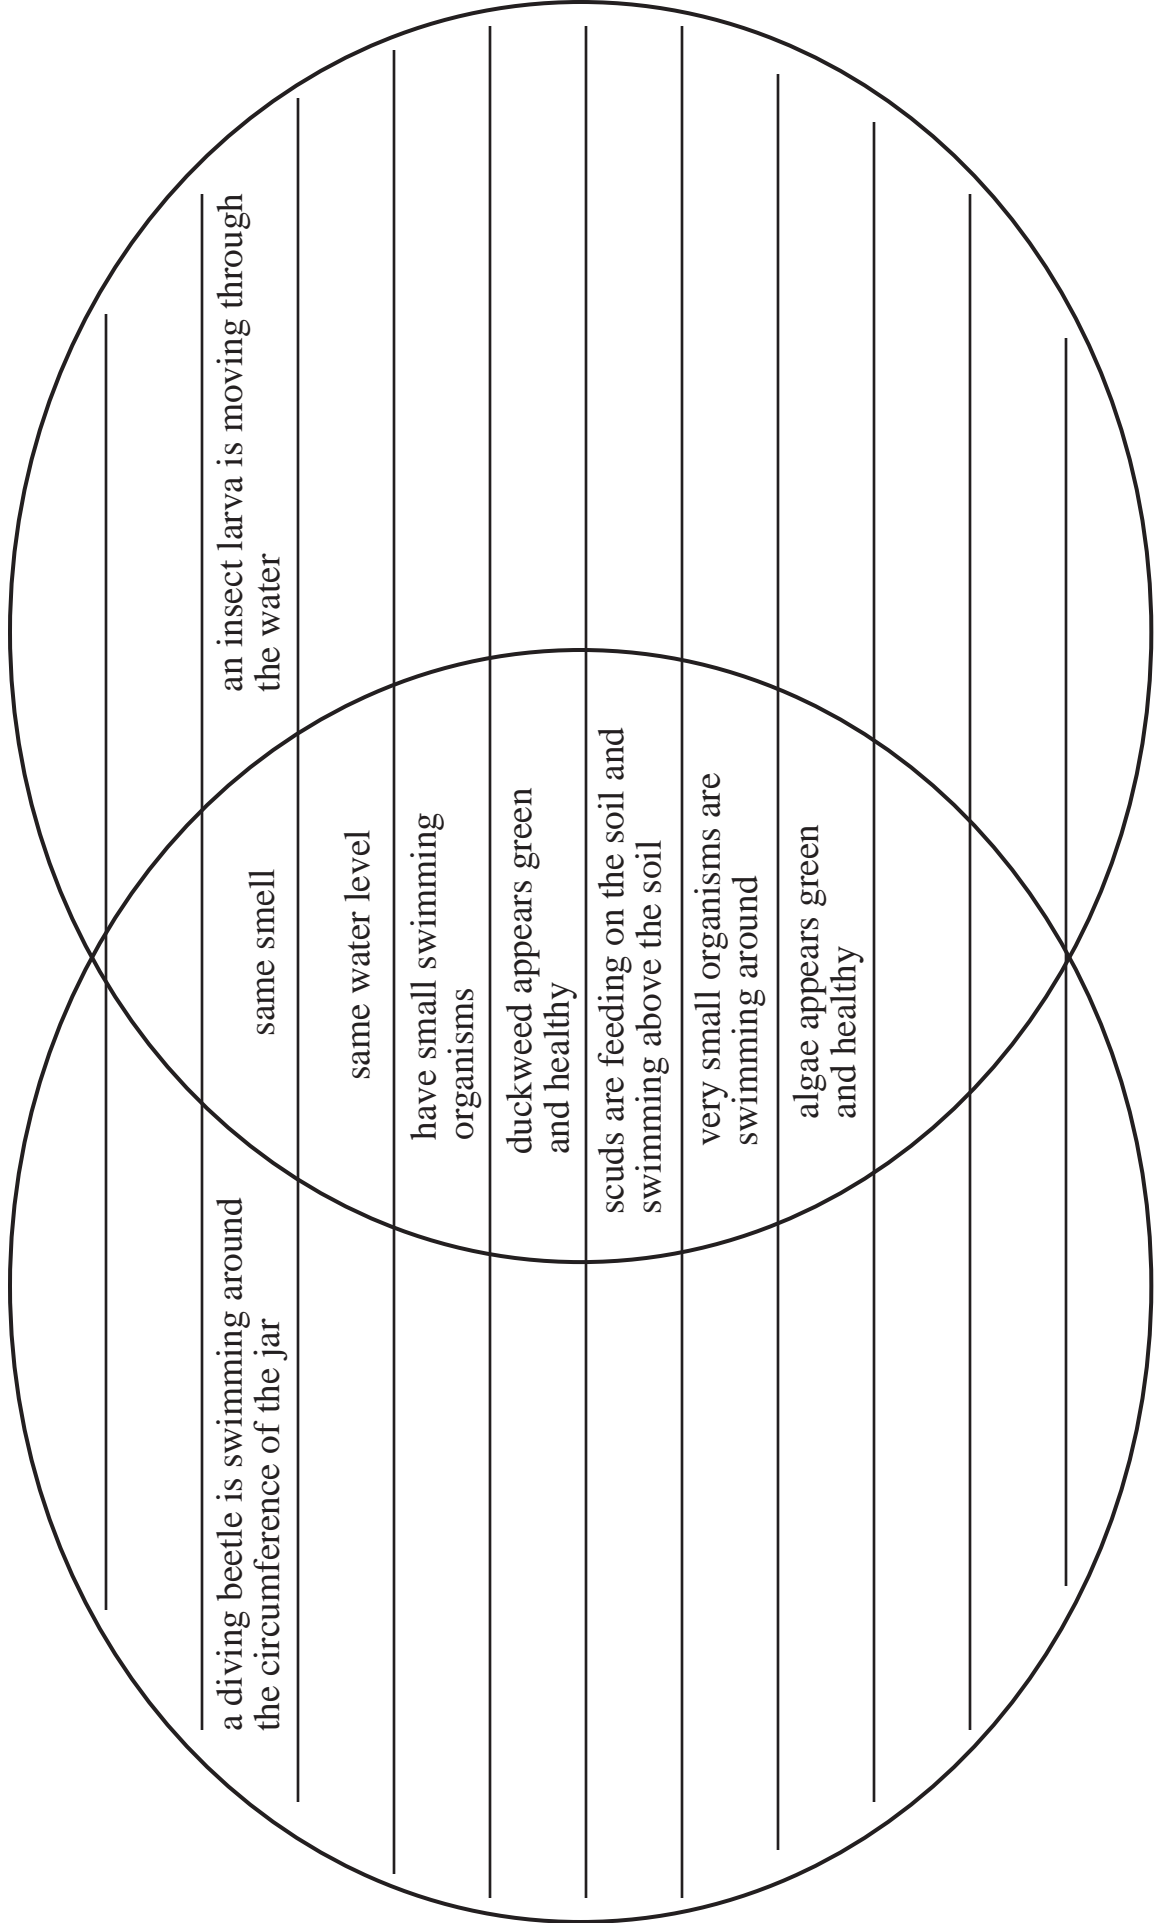 a diving beetle is swimming around
the circumference of the jar
same smell
same water level
have small swimming
organisms
duckweed appears green
and healthy
scuds are feeding on the soil and
swimming above the soil
very small organisms are
swimming around
algae appears green
and healthy
an insect larva is moving through
the water